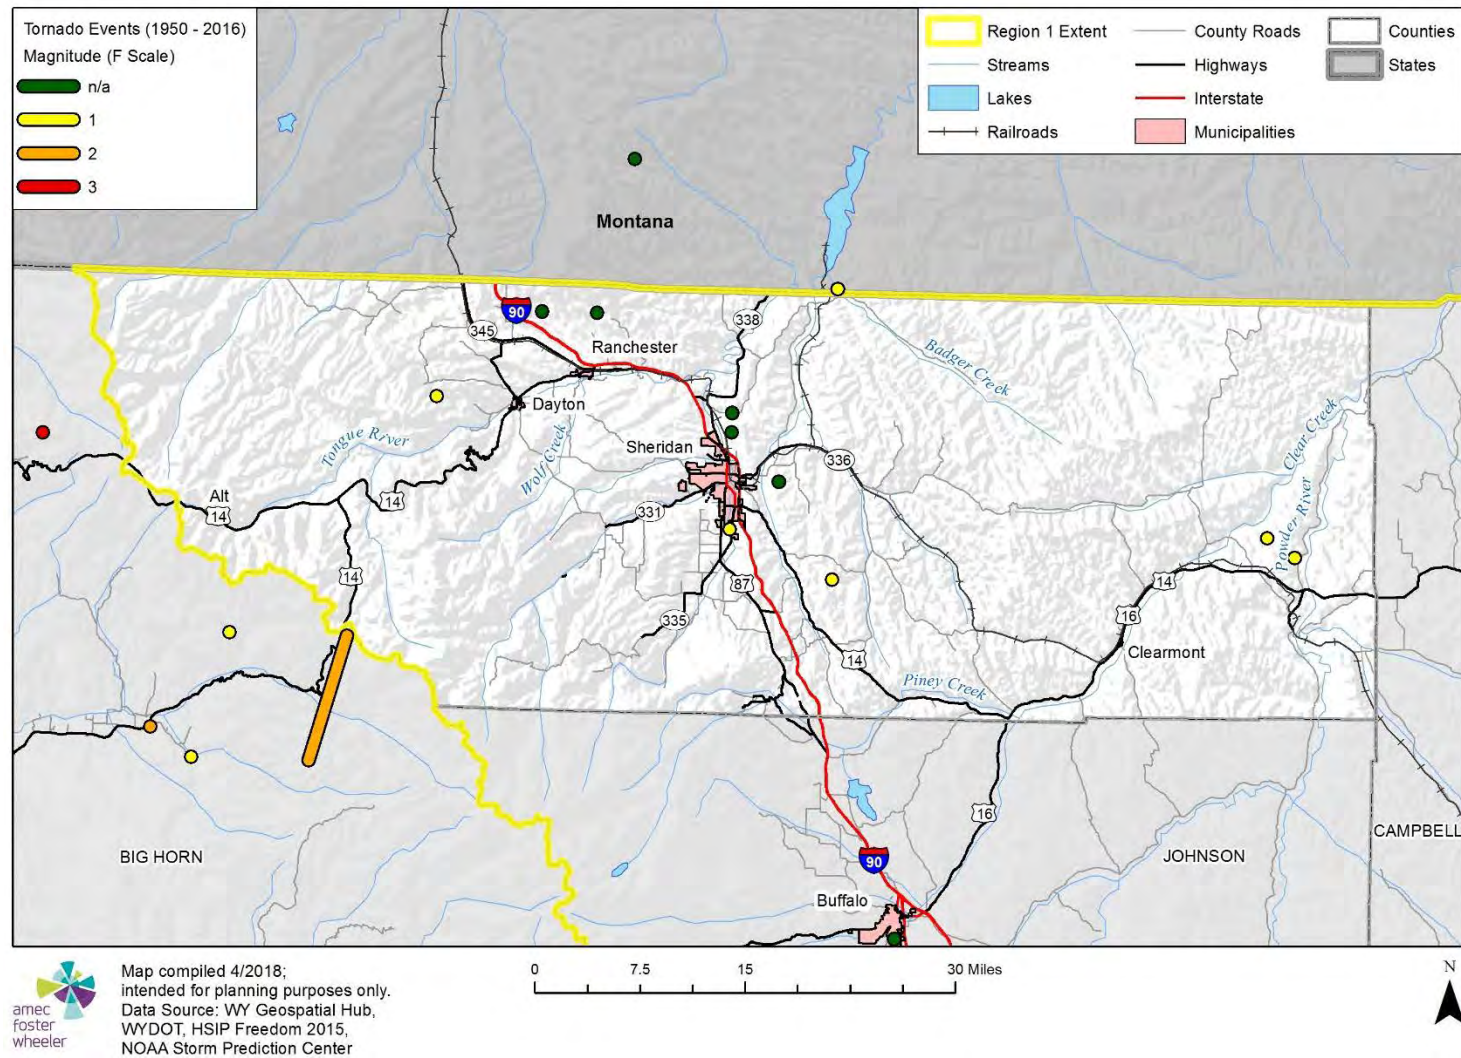 Tornado Events (1950 - 2016)
Magnitude (F Scale)
n/a
1
2
3
Region 1 Extent
Streams
Lakes
Railroads
County Roads
Highways
Interstate
Municipalities
Counties
States
Montana
90
345
338
Ranchester
Badger Creek
Dayton
Tongue River
Wolf Creek
Sheridan
336
Clear Creek
Powder River
Alt
14
14
331
14
87
14
335
16
14
Clearmont
Piney Creek
16
BIG HORN
90
JOHNSON
CAMPBELL
Buffalo
amec
foster
wheeler
Map compiled 4/2018;
intended for planning purposes only.
Data Source: WY Geospatial Hub,
WYDOT, HSIP Freedom 2015,
NOAA Storm Prediction Center
0 7.5 15 30 Miles
N